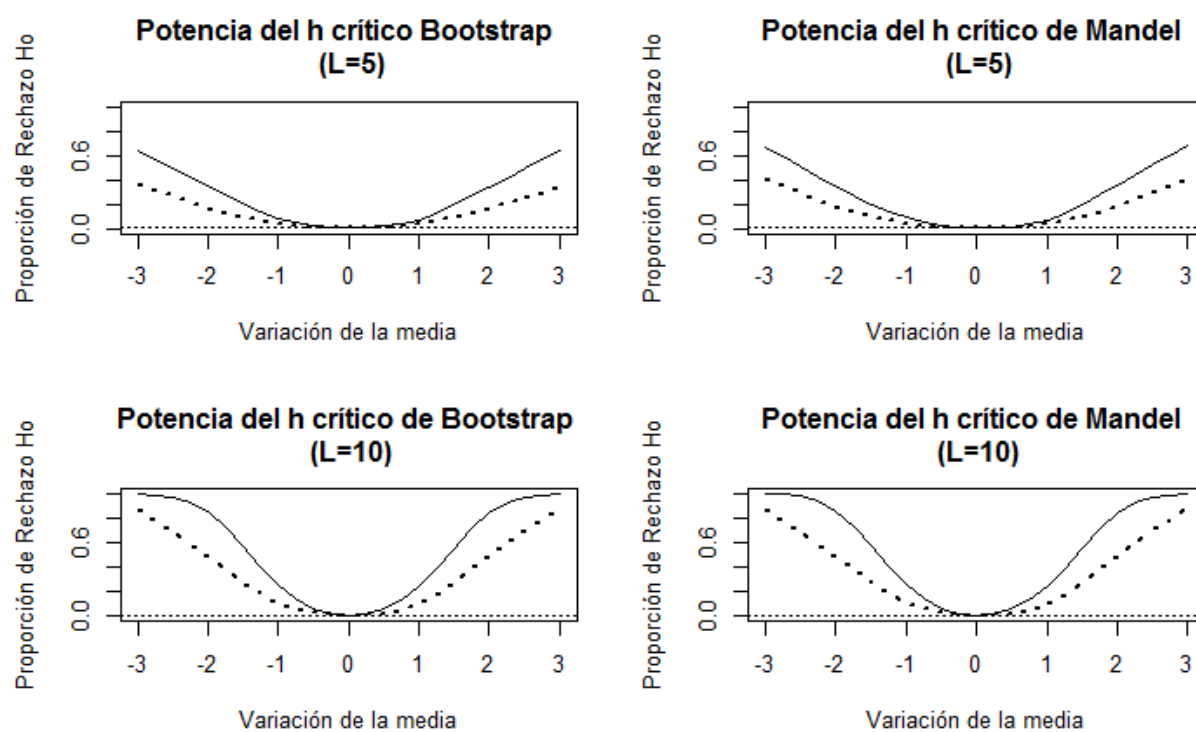 Potencia del h crítico Bootstrap
(L=5)
Proporción de Rechazo Ho
0.6
0.0
-3 -2 -1 0 1 2 3
Variación de la media
Potencia del h crítico de Mandel
(L=5)
Proporción de Rechazo Ho
0.6
0.0
-3 -2 -1 0 1 2 3
Variación de la media
Potencia del h crítico de Bootstrap
(L=10)
Proporción de Rechazo Ho
0.6
0.0
-3 -2 -1 0 1 2 3
Variación de la media
Potencia del h crítico de Mandel
(L=10)
Proporción de Rechazo Ho
0.6
0.0
-3 -2 -1 0 1 2 3
Variación de la media